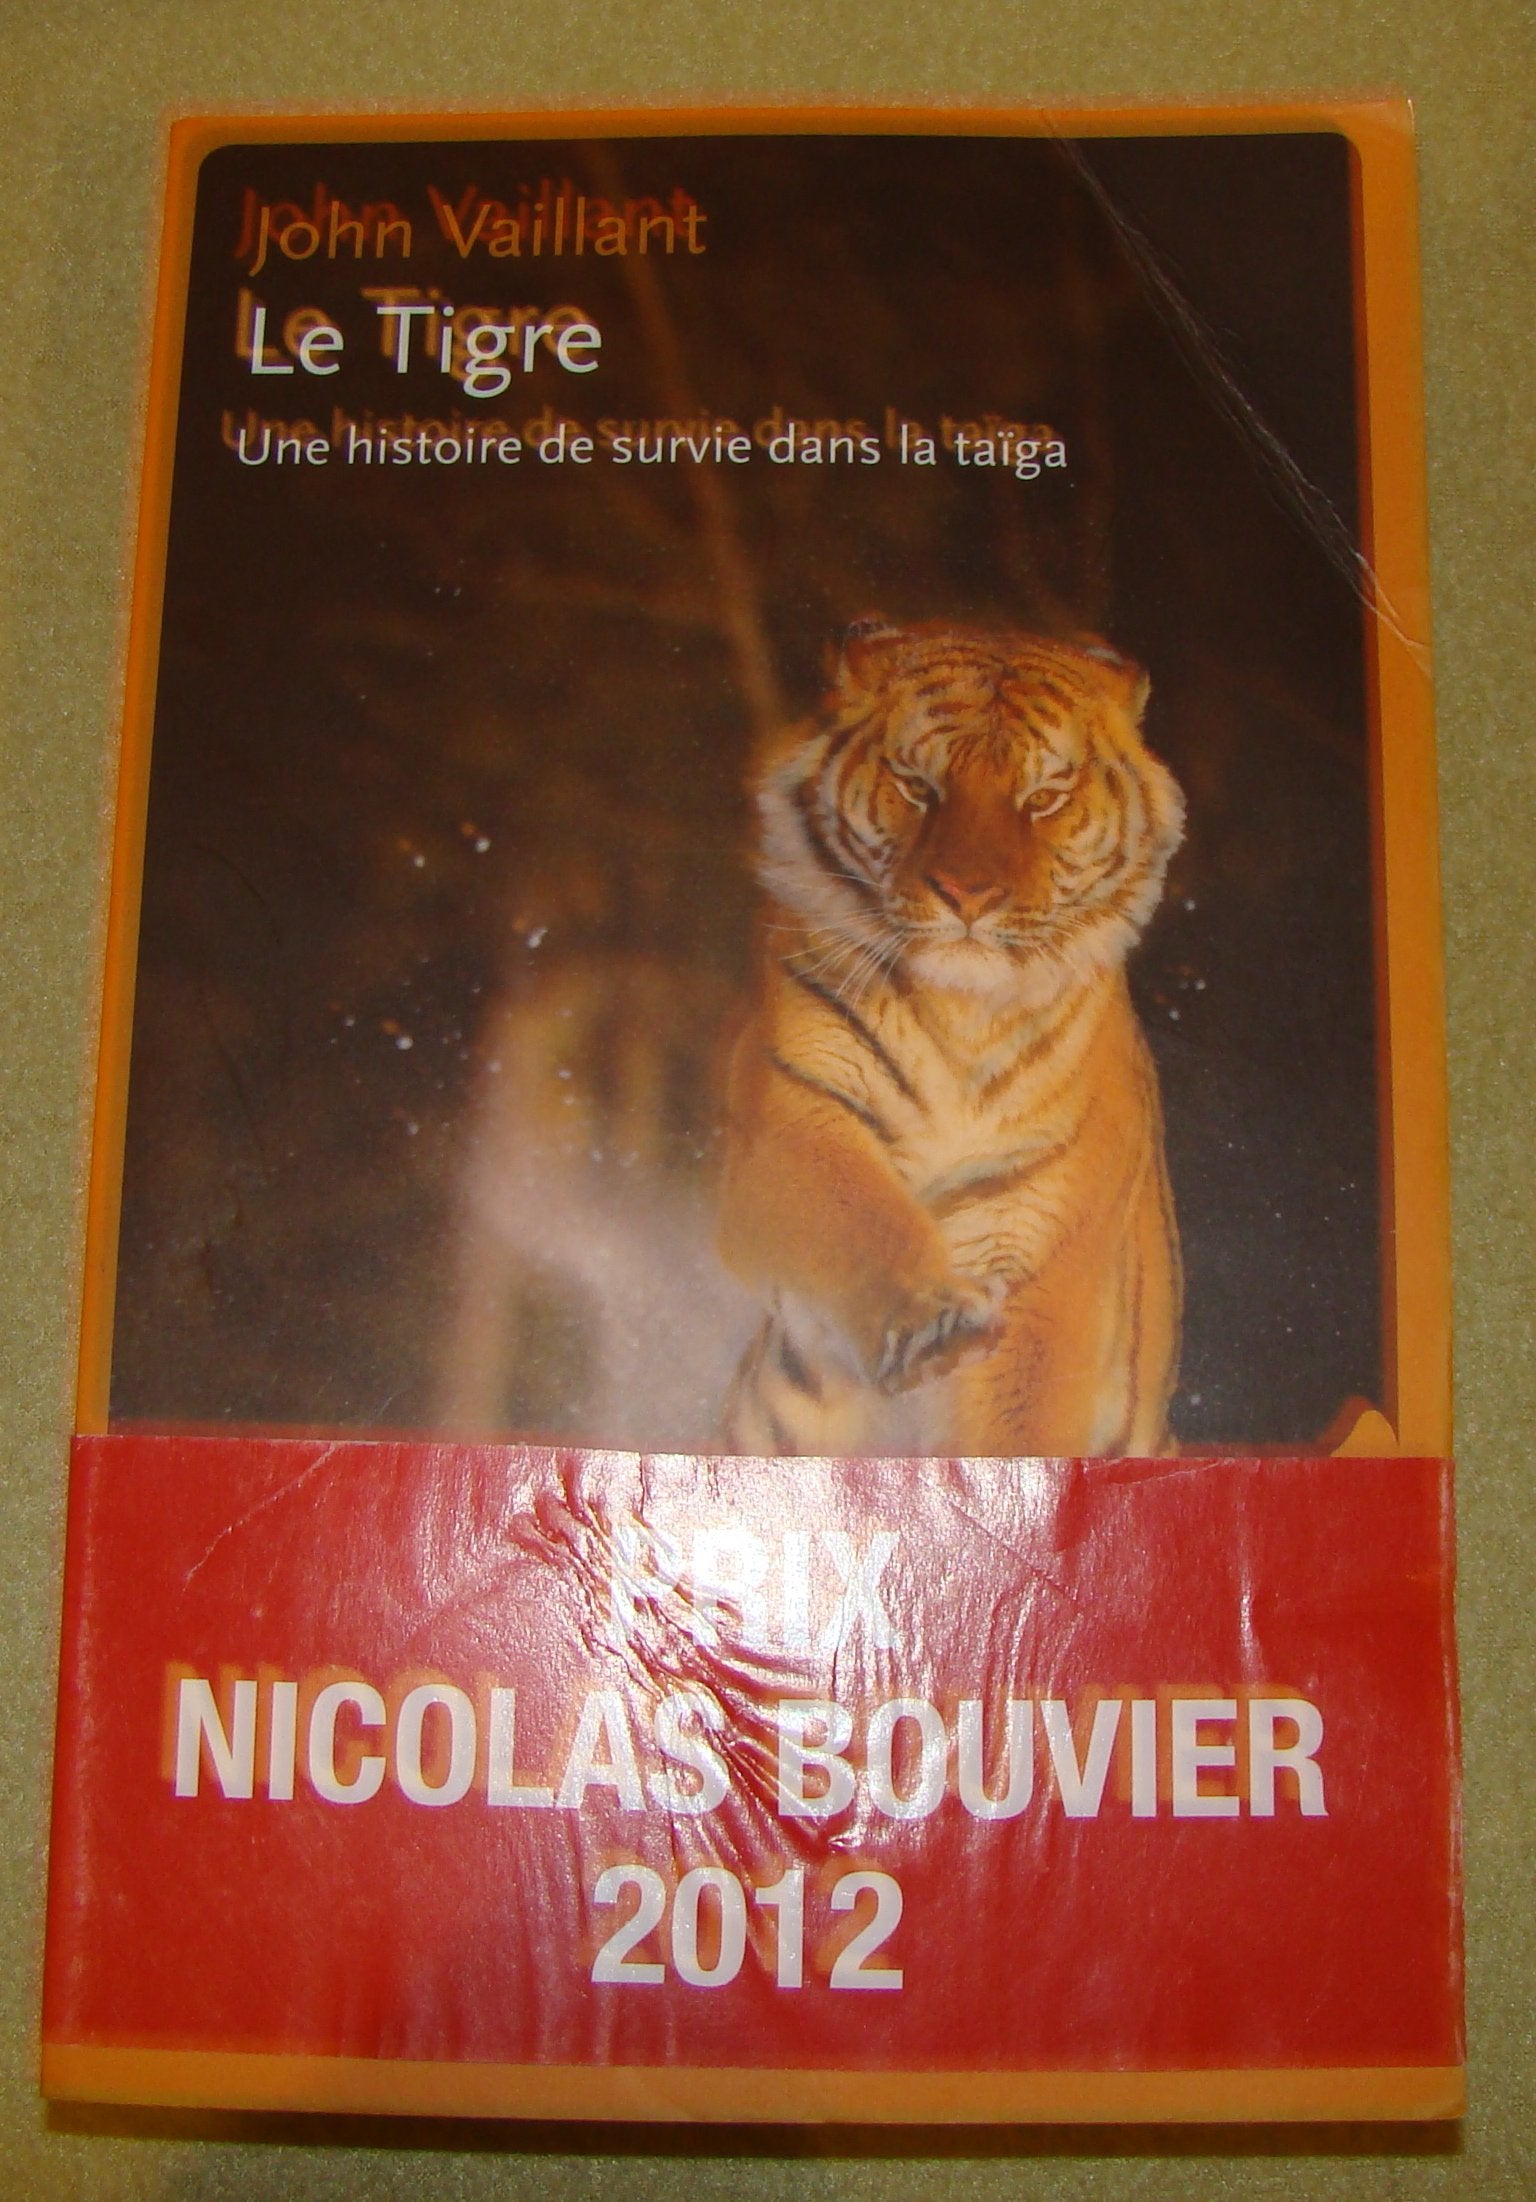 John Vaillant
Le Tigre
Une histoire de survie dans la taïga
PRIX
NICOLAS BOUVIER
2012